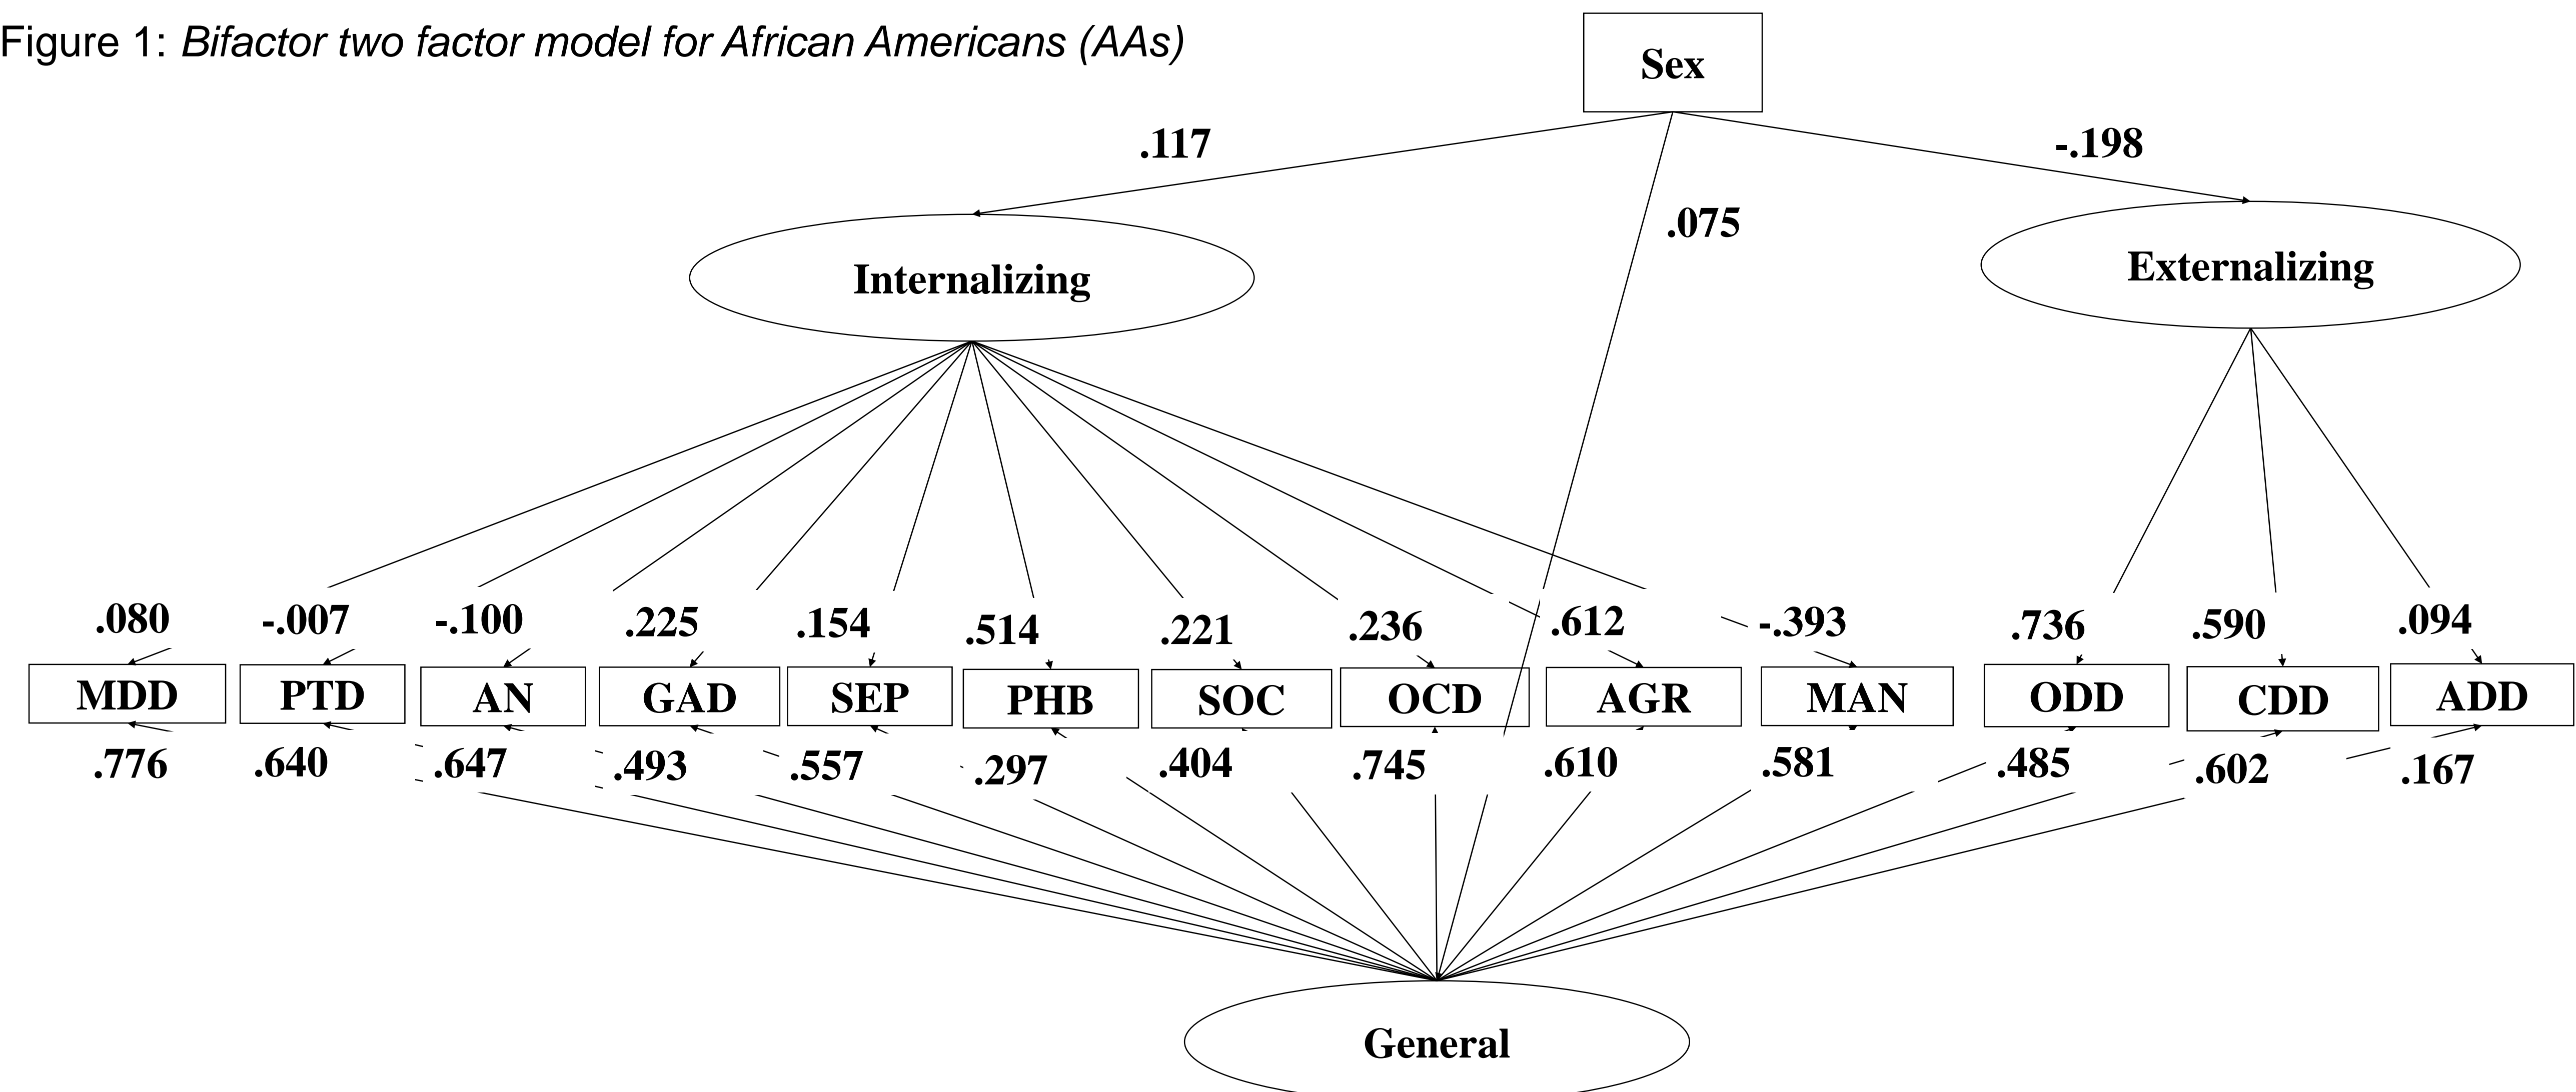 Figure 1: Bifactor two factor model for African Americans (AAs)
Sex
.117
-.198
.075
Internalizing
Externalizing
.080 -.007 -.100 .225 .154 .514 .221 .236 .612 -.393 .736 .590 .094
MDD PTD AN GAD SEP PHB SOC OCD AGR MAN ODD CDD ADD
.776 .640 .647 .493 .557 .297 .404 .745 .610 .581 .485 .602 .167
General